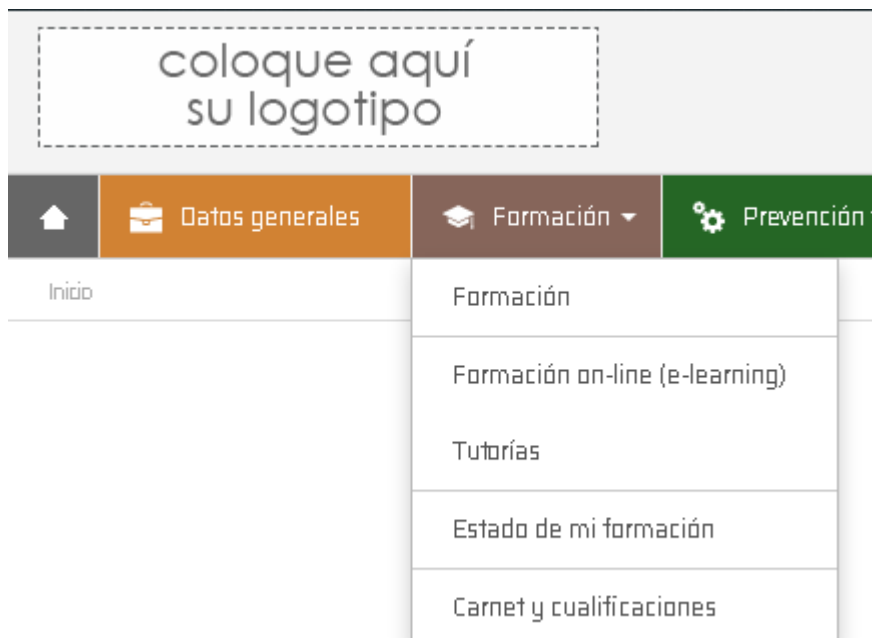 coloque aquí
su logotipo
Datos generales
Formación
Prevención
Inicio
Formación
Formación on-line (e-learning)
Tutorías
Estado de mi formación
Carnet y cualificaciones